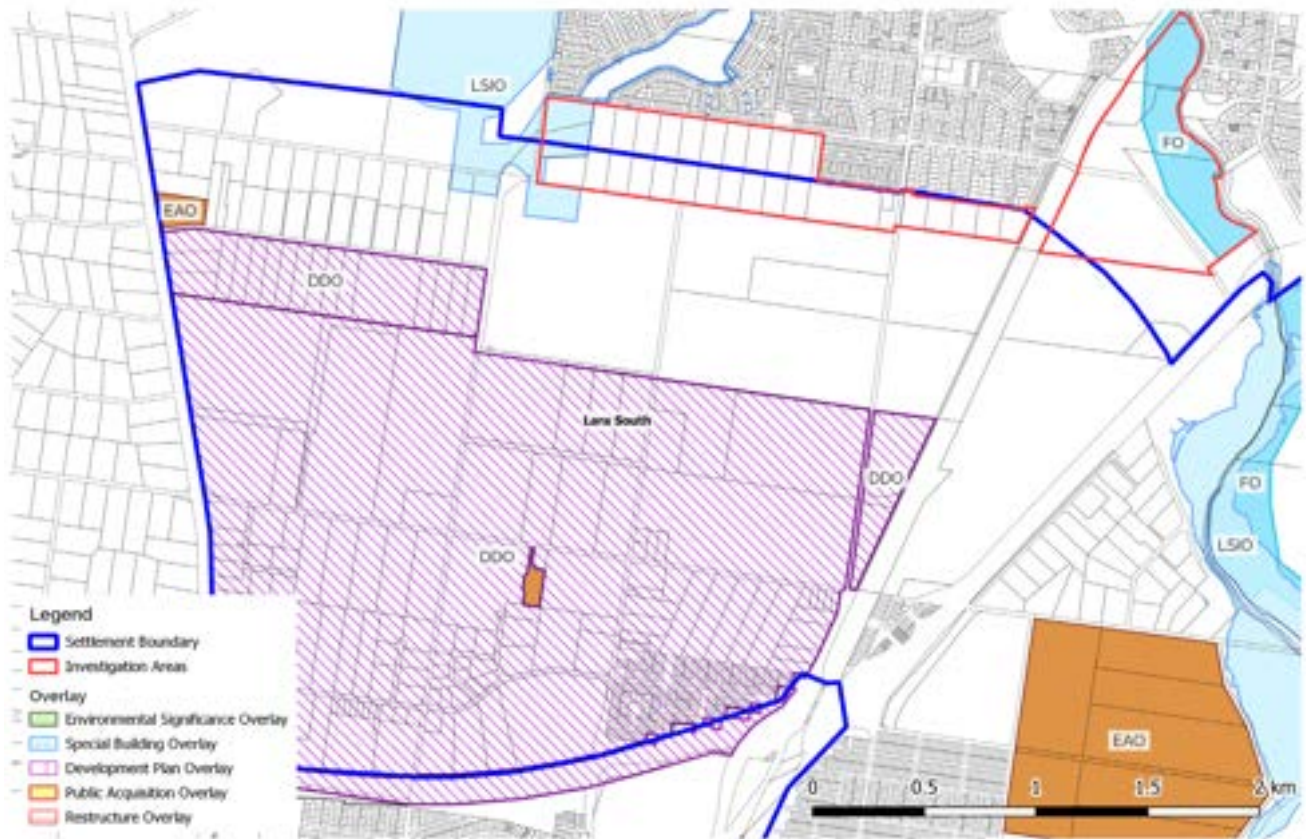 LSIO
FO
EAO
DDO
Lara South
DDO
FO
DDO
LSIO
EAO
Legend
Settlement Boundary
Investigation Areas
Overlay
Environmental Significance Overlay
Special Building Overlay
Development Plan Overlay
Public Acquisition Overlay
Restructure Overlay
0 0.5 1 1.5 2 km